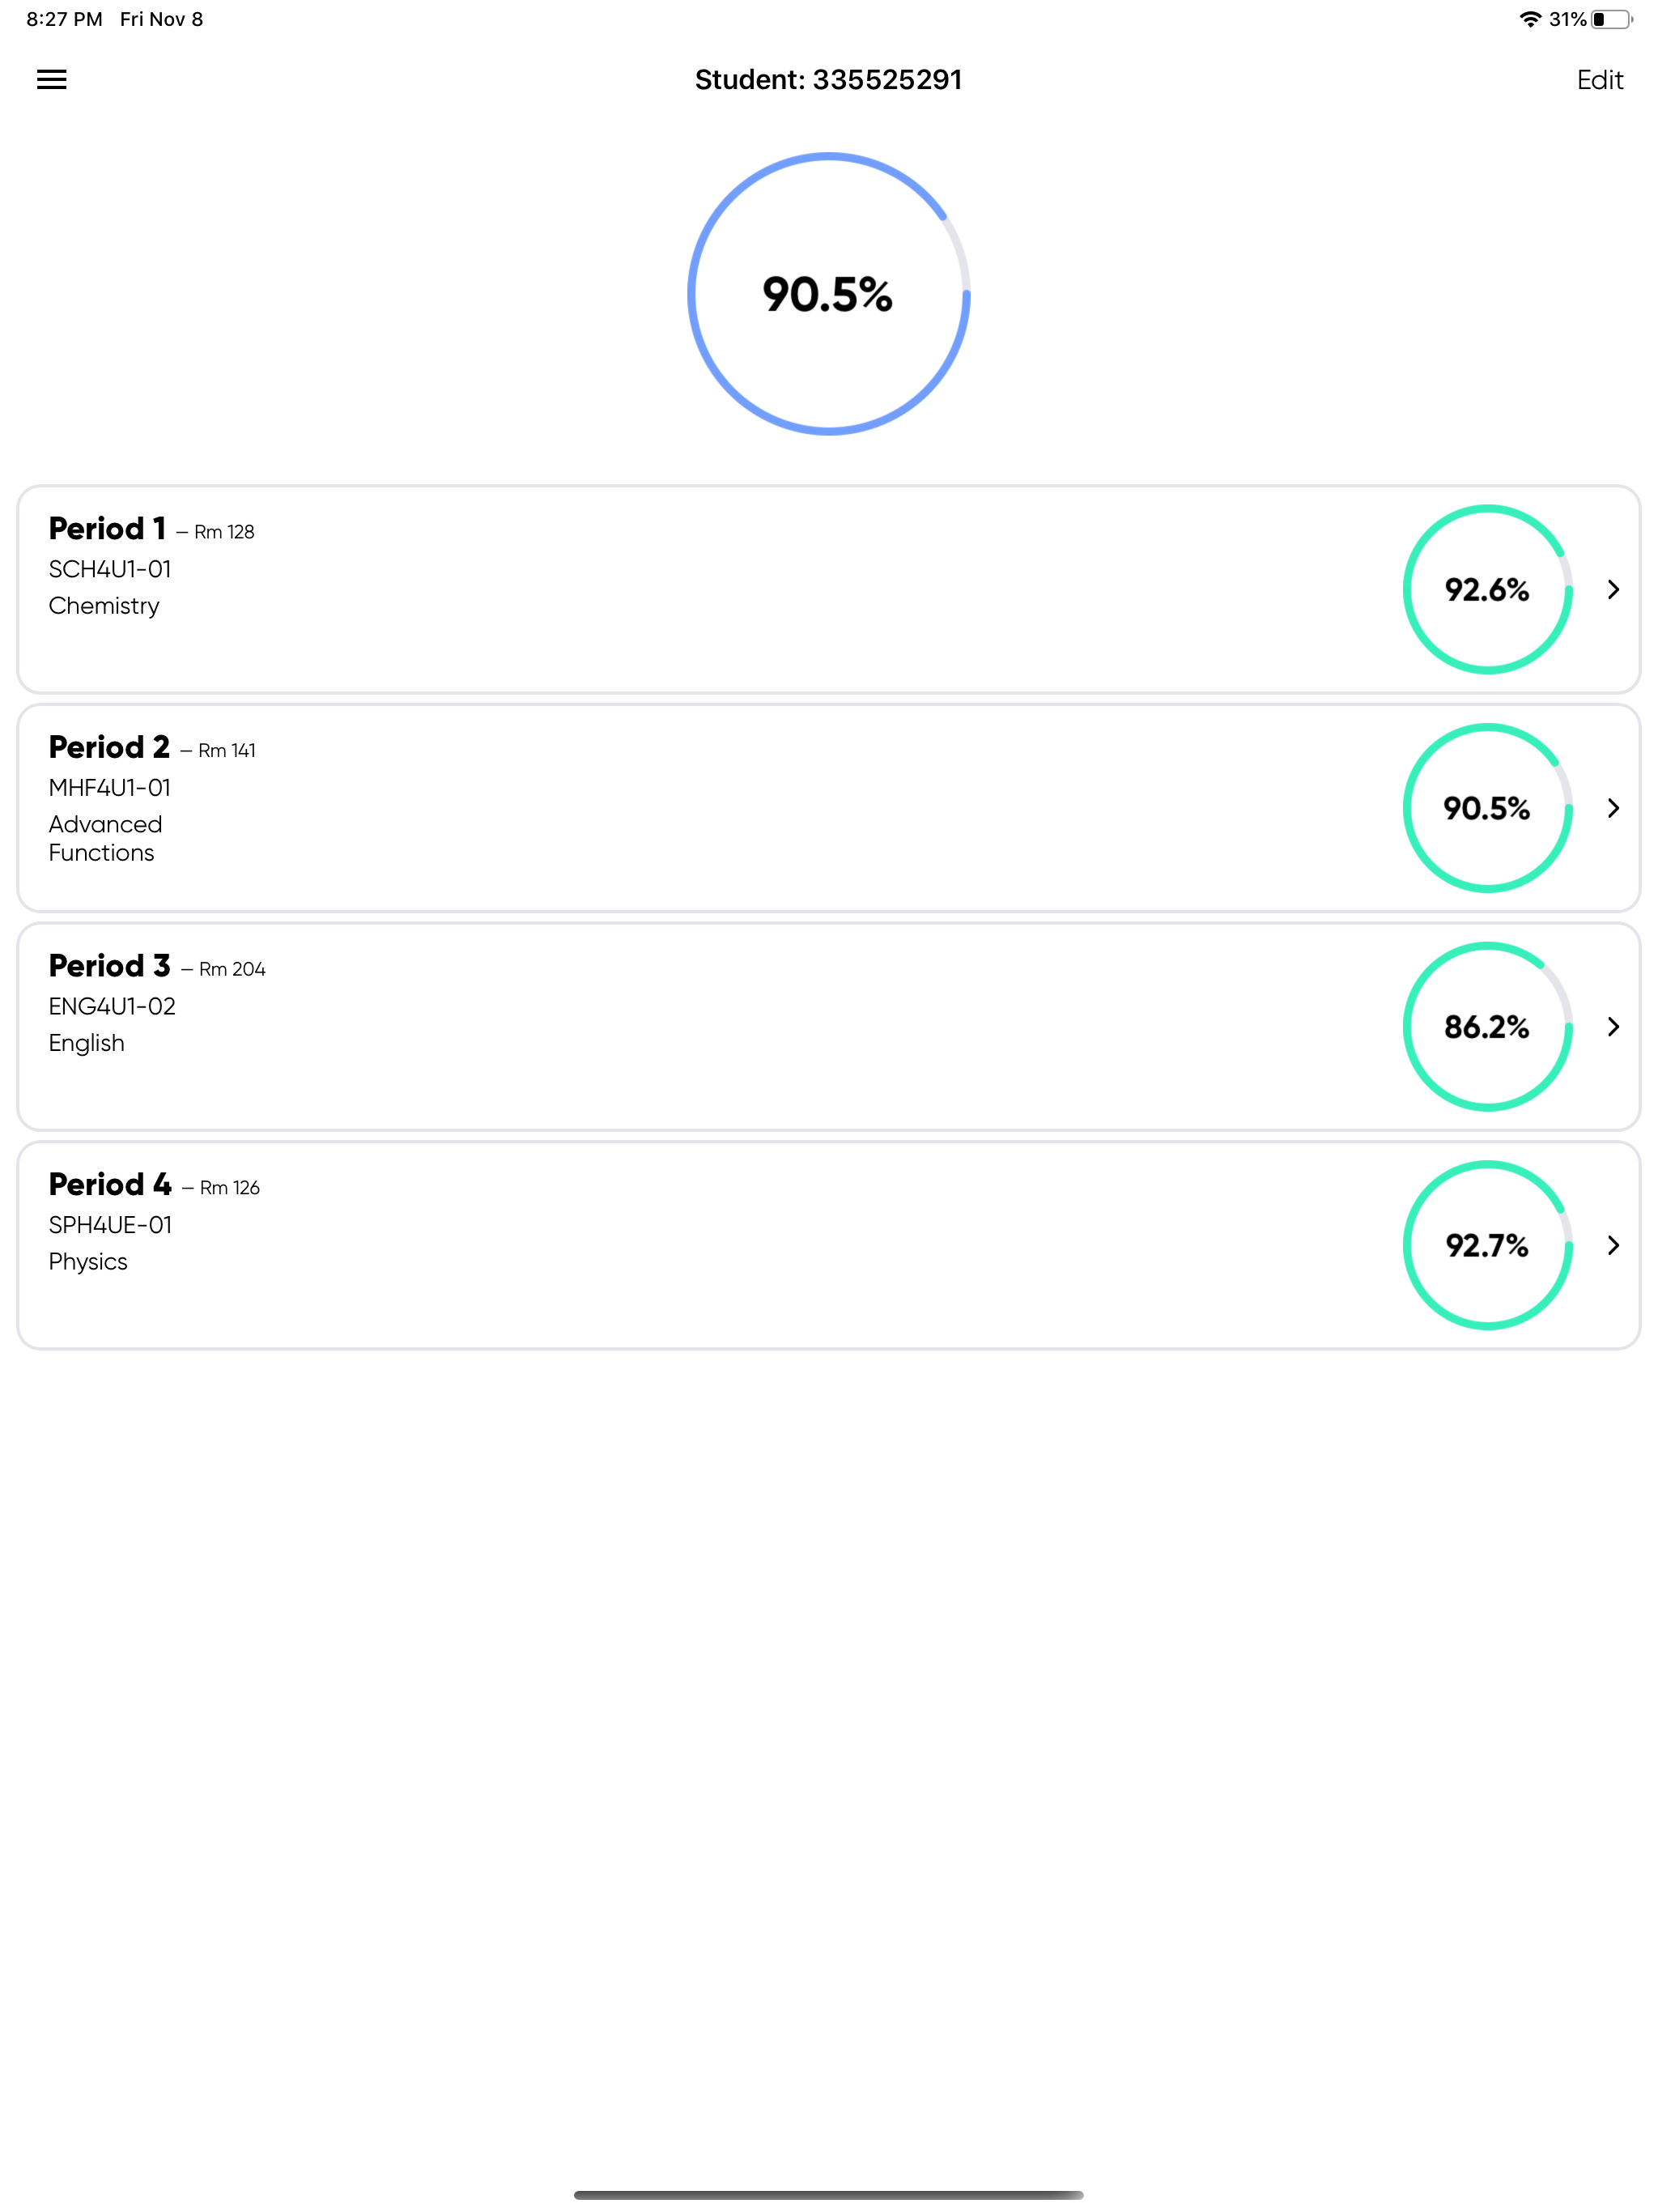 8:27 PM Fri Nov 8 31%
Student: 335525291 Edit
90.5%
Period 1 – Rm 128
SCH4U1-01
Chemistry
92.6%
Period 2 – Rm 141
MHF4U1-01
Advanced
Functions
90.5%
Period 3 – Rm 204
ENG4U1-02
English
86.2%
Period 4 – Rm 126
SPH4UE-01
Physics
92.7%